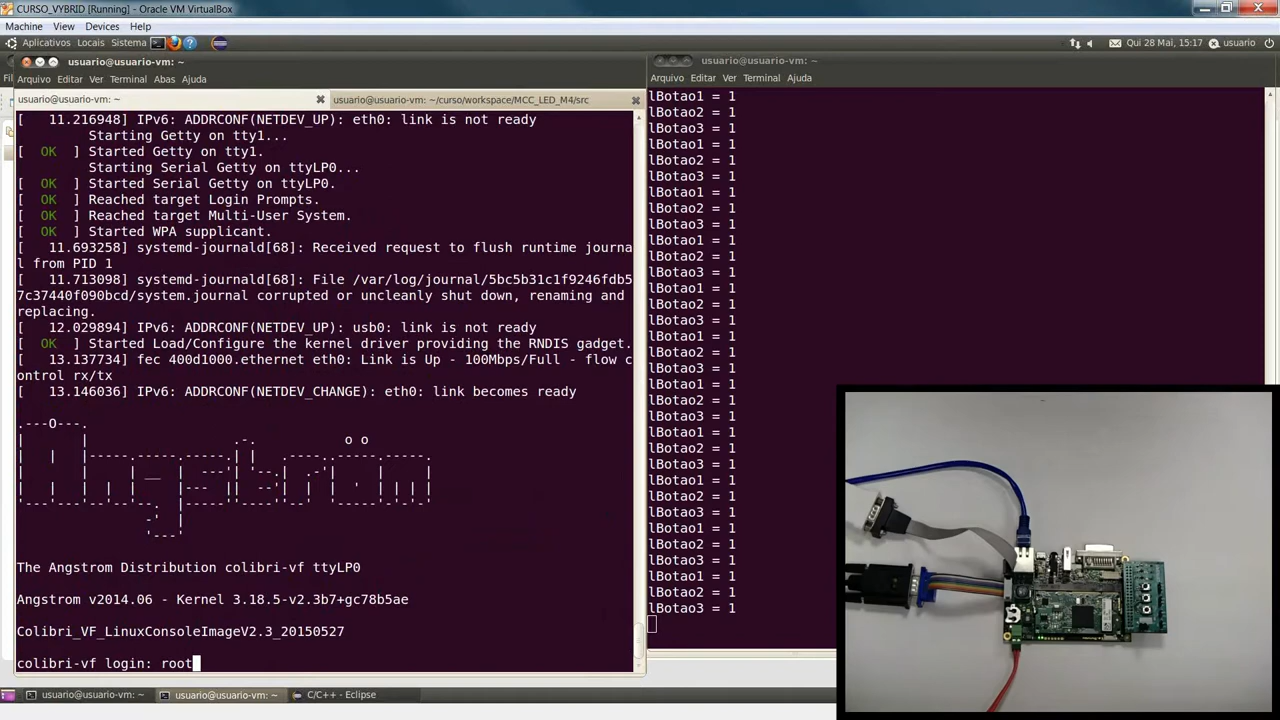 CURSO_VYBRID [Running] - Oracle VM VirtualBox
Machine View Devices Help
Aplicativos Locais Sistema
Qui 28 Mai, 15:17 usuario
usuario@usuario-vm: ~
Arquivo Editar Ver Terminal Abas Ajuda
usuario@usuario-vm: ~
usuario@usuario-vm: ~/curso/workspace/MCC_LED_M4/src
[   11.216948] IPv6: ADDRCONF(NETDEV_UP): eth0: link is not ready
         Starting Getty on tty1...
[  OK  ] Started Getty on tty1.
         Starting Serial Getty on ttyLP0...
[  OK  ] Started Serial Getty on ttyLP0.
[  OK  ] Reached target Login Prompts.
[  OK  ] Reached target Multi-User System.
[  OK  ] Started WPA supplicant.
[   11.693258] systemd-journald[68]: Received request to flush runtime journa
l from PID 1
[   11.713098] systemd-journald[68]: File /var/log/journal/5bc5b31c1f9246fdb5
7c37440f090bcd/system.journal corrupted or uncleanly shut down, renaming and
replacing.
[   12.029894] IPv6: ADDRCONF(NETDEV_UP): usb0: link is not ready
[  OK  ] Started Load/Configure the kernel driver providing the RNDIS gadget.
[   13.137734] fec 400d1000.ethernet eth0: Link is Up - 100Mbps/Full - flow c
ontrol rx/tx
[   13.146036] IPv6: ADDRCONF(NETDEV_CHANGE): eth0: link becomes ready
The Angstrom Distribution colibri-vf ttyLP0
Angstrom v2014.06 - Kernel 3.18.5-v2.3b7+gc78b5ae
Colibri_VF_LinuxConsoleImageV2.3_20150527
colibri-vf login: root
usuario@usuario-vm: ~
Arquivo Editar Ver Terminal Ajuda
lBotao1 = 1
lBotao2 = 1
lBotao3 = 1
lBotao1 = 1
lBotao2 = 1
lBotao3 = 1
lBotao1 = 1
lBotao2 = 1
lBotao3 = 1
lBotao1 = 1
lBotao2 = 1
lBotao3 = 1
lBotao1 = 1
lBotao2 = 1
lBotao3 = 1
lBotao1 = 1
lBotao2 = 1
lBotao3 = 1
lBotao1 = 1
lBotao2 = 1
lBotao3 = 1
lBotao1 = 1
lBotao2 = 1
lBotao3 = 1
lBotao1 = 1
lBotao2 = 1
lBotao3 = 1
lBotao1 = 1
lBotao2 = 1
lBotao3 = 1
lBotao1 = 1
lBotao2 = 1
lBotao3 = 1
usuario@usuario-vm: ~
usuario@usuario-vm: ~
C/C++ - Eclipse